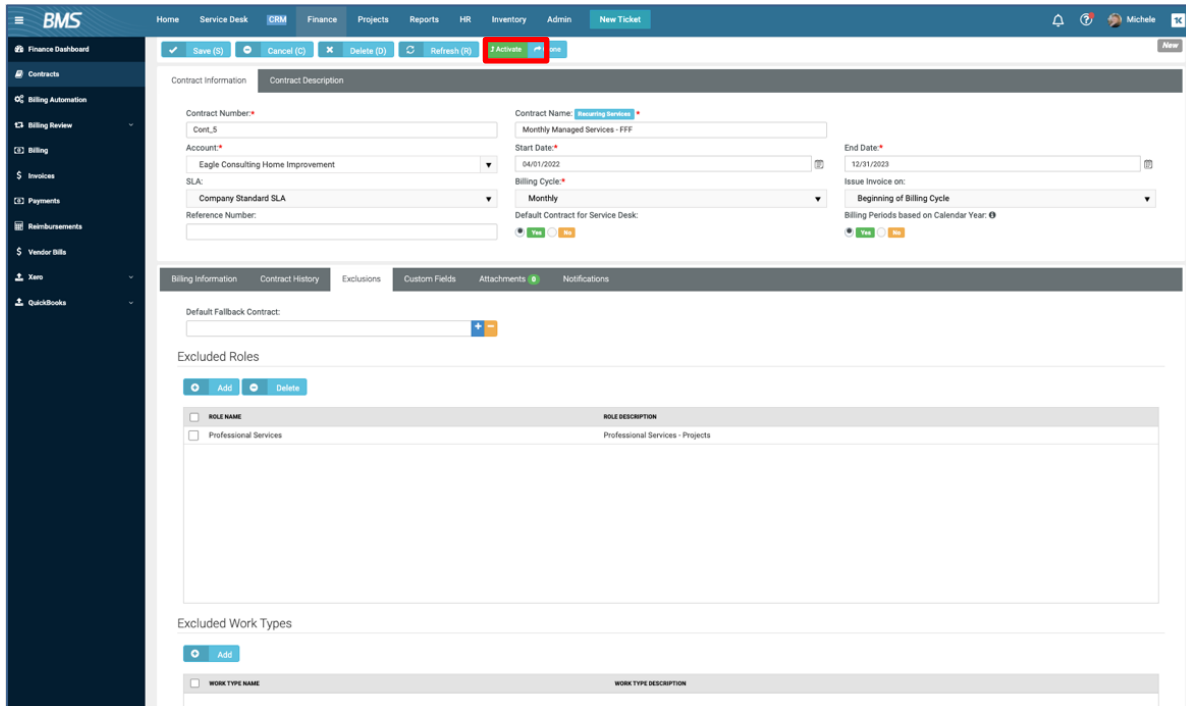 BMS
Home Service Desk CRM Finance Projects Reports HR Inventory Admin New Ticket
Michele
Finance Dashboard
Contracts
Billing Automation
Billing Review
Billing
Invoices
Payments
Reimbursements
Vendor Bills
Xero
QuickBooks
Save (S) Cancel (C) Delete (D) Refresh (R) Activate
New
Contract Information Contract Description
Contract Number:*
Cont_5
Contract Name: Recurring Services *
Monthly Managed Services - FFF
Account:*
Eagle Consulting Home Improvement
Start Date:*
04/01/2022
End Date:*
12/31/2023
SLA:
Company Standard SLA
Billing Cycle:*
Monthly
Issue Invoice on:
Beginning of Billing Cycle
Reference Number:
Default Contract for Service Desk:
Yes No
Billing Periods based on Calendar Year:
Yes No
Billing Information Contract History Exclusions Custom Fields Attachments 0 Notifications
Default Fallback Contract:
Excluded Roles
Add Delete
ROLE NAME ROLE DESCRIPTION
Professional Services Professional Services - Projects
Excluded Work Types
Add
WORK TYPE NAME WORK TYPE DESCRIPTION